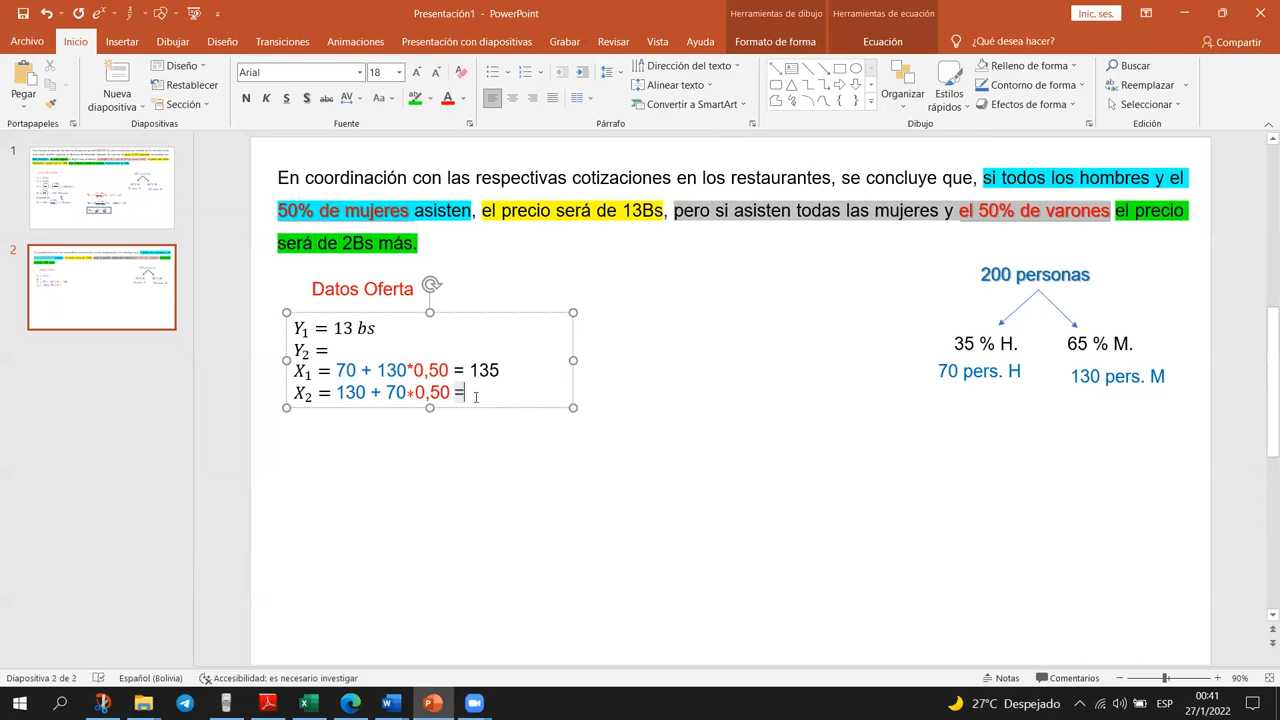 Presentación1 - PowerPoint
Herramientas de dibujo
Herramientas de ecuación
Inic. ses.
Archivo
Inicio
Insertar
Dibujar
Diseño
Transiciones
Animaciones
Presentación con diapositivas
Grabar
Revisar
Vista
Ayuda
Formato de forma
Ecuación
¿Qué desea hacer?
Compartir
Pegar
Nueva diapositiva
Diseño
Restablecer
Sección
Arial
18
N K S S abc AV Aa
Dirección del texto
Alinear texto
Convertir a SmartArt
Organizar
Estilos rápidos
Relleno de forma
Contorno de forma
Efectos de forma
Buscar
Reemplazar
Seleccionar
Portapapeles
Diapositivas
Fuente
Párrafo
Dibujo
Edición
1
2
En coordinación con las respectivas cotizaciones en los restaurantes, se concluye que, si todos los hombres y el
50% de mujeres asisten, el precio será de 13Bs, pero si asisten todas las mujeres y el 50% de varones el precio
será de 2Bs más.
200 personas
Datos Oferta
Y₁ = 13 bs
Y₂ =
X₁ = 70 + 130*0,50 = 135
X₂ = 130 + 70*0,50 =
35 % H.
65 % M.
70 pers. H
130 pers. M
Diapositiva 2 de 2
Español (Bolivia)
Accesibilidad: es necesario investigar
Notas
Comentarios
90%
27°C Despejado
ESP
00:41
27/1/2022